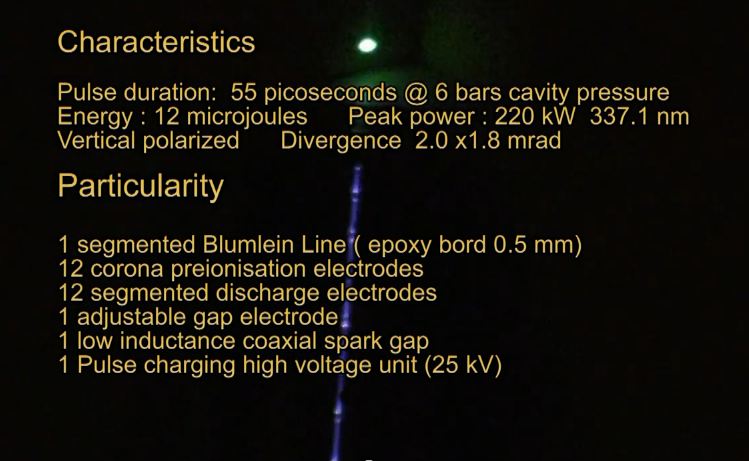 Characteristics
Pulse duration: 55 picoseconds @ 6 bars cavity pressure
Energy : 12 microjoules Peak power : 220 kW 337.1 nm
Vertical polarized Divergence 2.0 x1.8 mrad
Particularity
1 segmented Blumlein Line ( epoxy bord 0.5 mm)
12 corona preionisation electrodes
12 segmented discharge electrodes
1 adjustable gap electrode
1 low inductance coaxial spark gap
1 Pulse charging high voltage unit (25 kV)